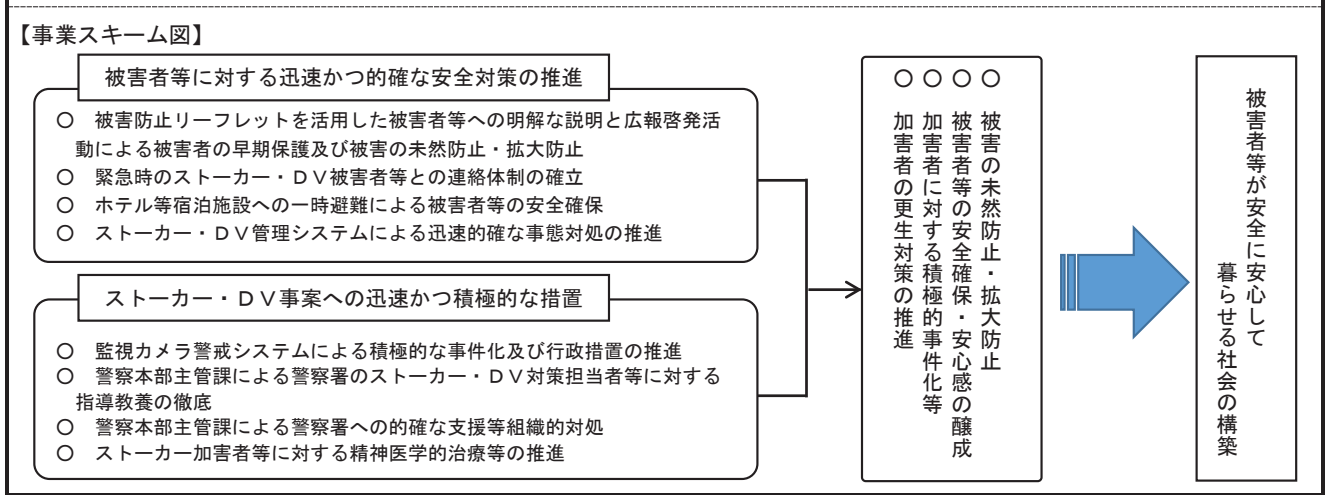 【事業スキーム図】
被害者等に対する迅速かつ的確な安全対策の推進
○ 被害防止リーフレットを活用した被害者等への明解な説明と広報啓発活
動による被害者の早期保護及び被害の未然防止・拡大防止
○ 緊急時のストーカー・ＤＶ被害者等との連絡体制の確立
○ ホテル等宿泊施設への一時避難による被害者等の安全確保
○ ストーカー・ＤＶ管理システムによる迅速的確な事態対処の推進
ストーカー・ＤＶ事案への迅速かつ積極的な措置
○ 監視カメラ警戒システムによる積極的な事件化及び行政措置の推進
○ 警察本部主管課による警察署のストーカー・ＤＶ対策担当者等に対する
指導教養の徹底
○ 警察本部主管課による警察署への的確な支援等組織的対処
○ ストーカー加害者等に対する精神医学的治療等の推進
○ 被害の未然防止・拡大防止
○ 被害者等の安全確保・安心感の醸成
○ 加害者に対する積極的事件化等
○ 加害者の更生対策の推進
被害者等が安全に安心して
暮らせる社会の構築